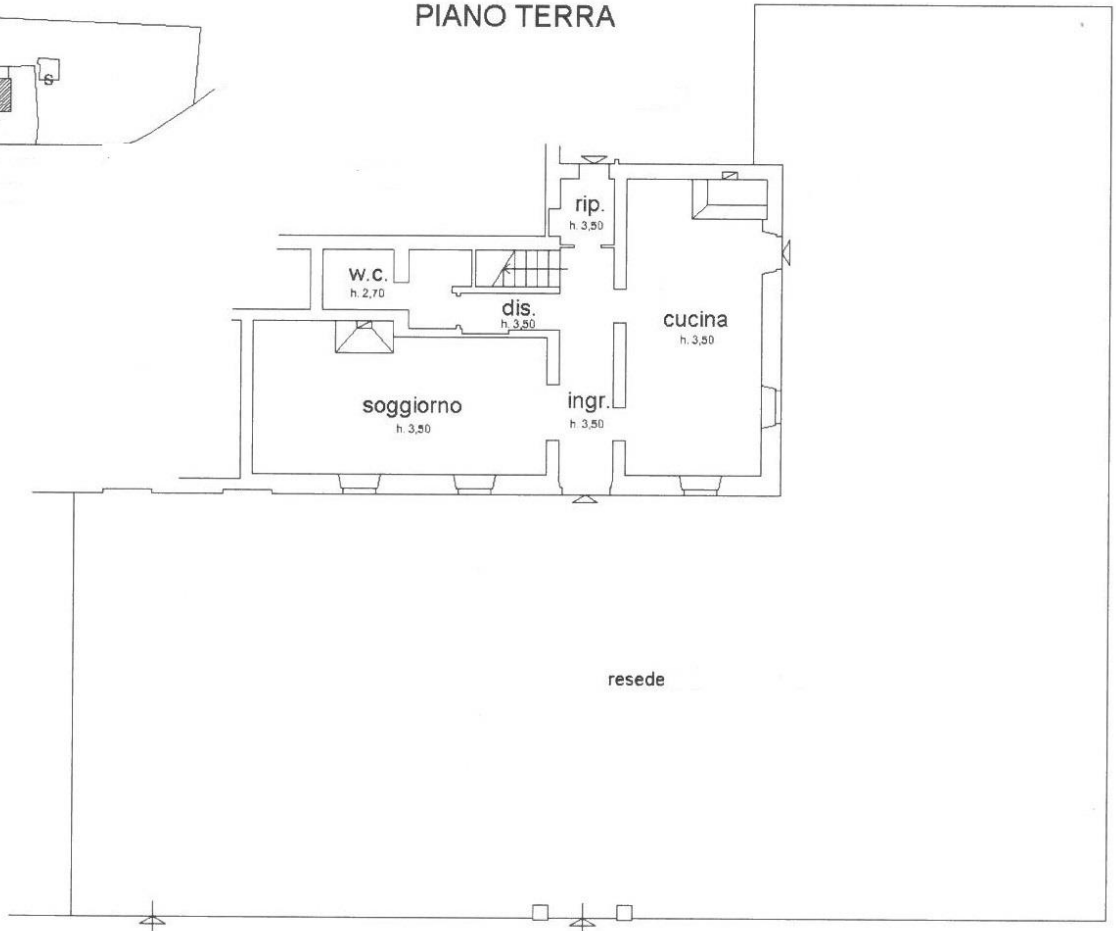 PIANO TERRA
s
rip.
h. 3,50
w.c.
h. 2,70
dis.
h. 3,50
cucina
h. 3,50
soggiorno
h. 3,50
ingr.
h. 3,50
resede